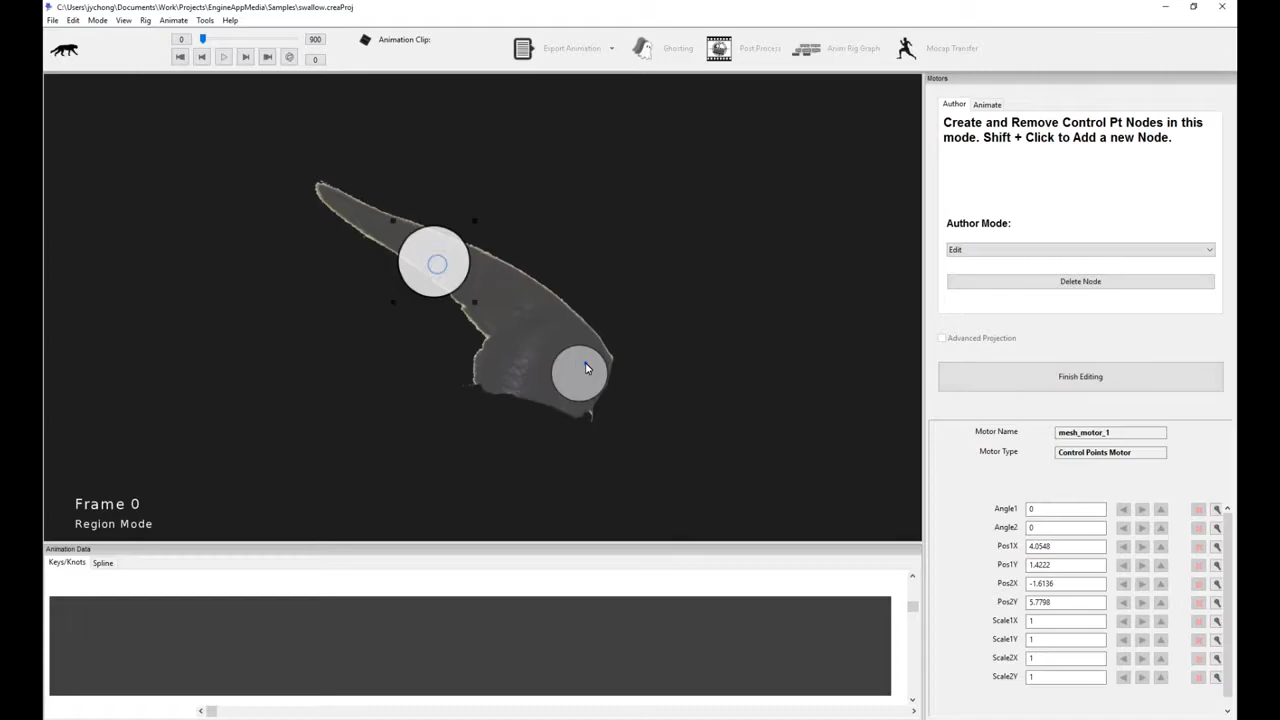 C:\Users\jychong\Documents\Work\Projects\EngineAppMedia\Samples\swallow.creaProj
File Edit Mode View Rig Animate Tools Help
0 900 Animation Clip: Export Animation Ghosting Post Process Anim Rig Graph Mocap Transfer
0
Motors
Author Animate
Create and Remove Control Pt Nodes in this
mode. Shift + Click to Add a new Node.
Author Mode:
Edit
Delete Node
Advanced Projection
Finish Editing
Motor Name mesh_motor_1
Motor Type Control Points Motor
Angle1 0
Angle2 0
Pos1X 4.0548
Pos1Y 1.4222
Pos2X -1.6136
Pos2Y 5.7798
Scale1X 1
Scale1Y 1
Scale2X 1
Scale2Y 1
Frame 0
Region Mode
Animation Data
Keys/Knots Spline